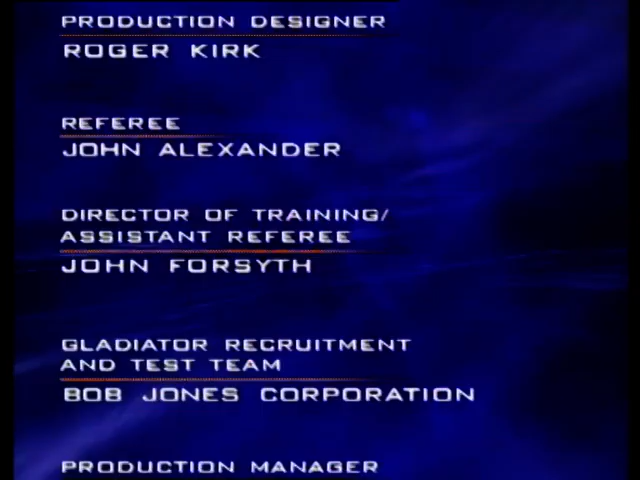 PRODUCTION DESIGNER
ROGER KIRK
REFEREE
JOHN ALEXANDER
DIRECTOR OF TRAINING/
ASSISTANT REFEREE
JOHN FORSYTH
GLADIATOR RECRUITMENT
AND TEST TEAM
BOB JONES CORPORATION
PRODUCTION MANAGER